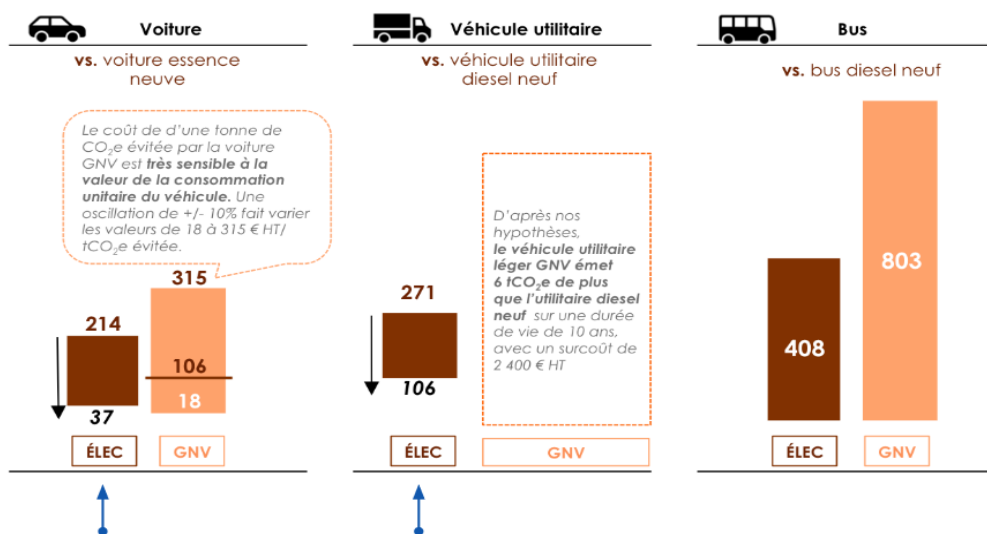 Voiture
vs. voiture essence
neuve
Le coût de d'une tonne de
CO₂e évitée par la voiture
GNV est très sensible à la
valeur de la consommation
unitaire du véhicule. Une
oscillation de +/- 10% fait varier
les valeurs de 18 à 315 € HT/
tCO₂e évitée.
315
214
106
18
37
ÉLEC
GNV
Véhicule utilitaire
vs. véhicule utilitaire
diesel neuf
D'après nos
hypothèses,
le véhicule utilitaire
léger GNV émet
6 tCO₂e de plus
que l'utilitaire diesel
neuf sur une durée
de vie de 10 ans,
avec un surcoût de
2 400 € HT
271
106
ÉLEC
GNV
Bus
vs. bus diesel neuf
803
408
ÉLEC
GNV